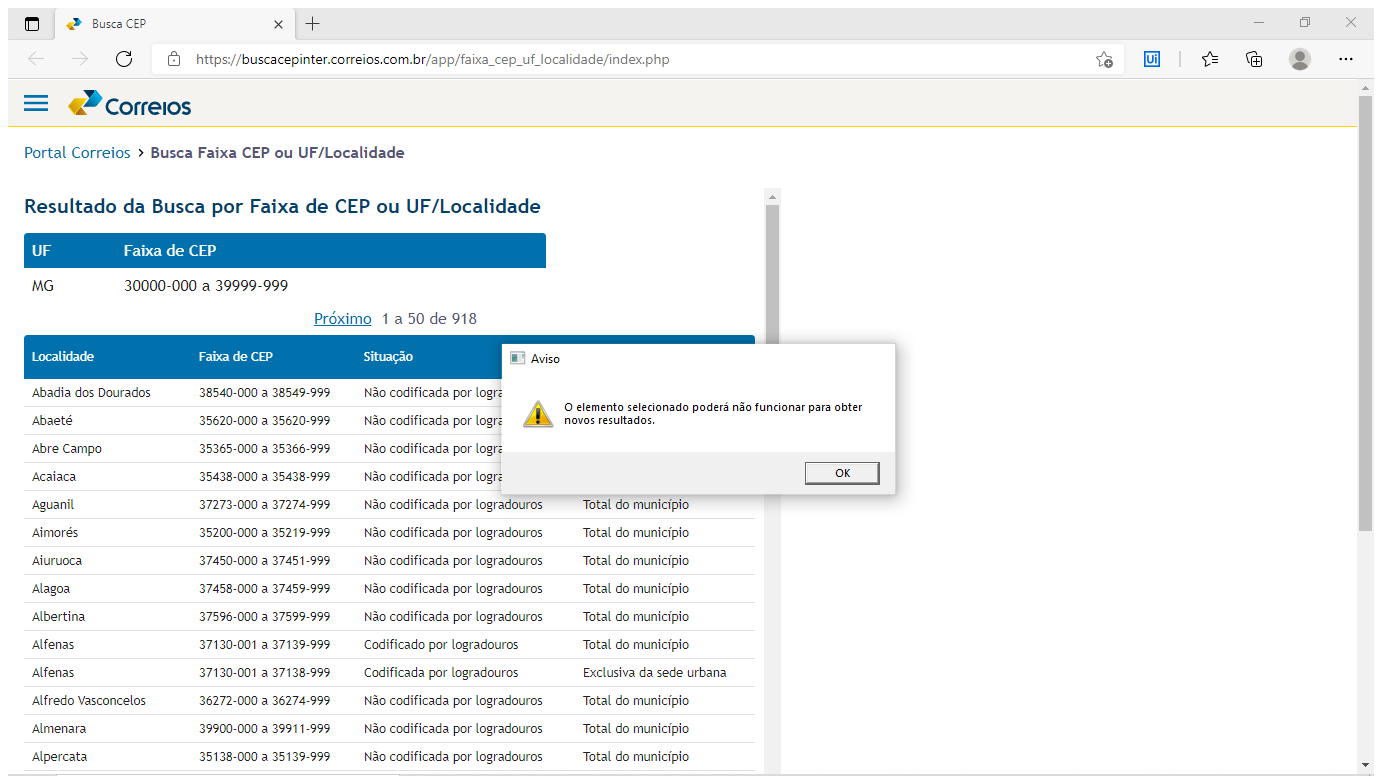 Busca CEP
https://buscacepinter.correios.com.br/app/faixa_cep_uf_localidade/index.php
Ui
Correios
Portal Correios › Busca Faixa CEP ou UF/Localidade
Resultado da Busca por Faixa de CEP ou UF/Localidade
UF Faixa de CEP
MG 30000-000 a 39999-999
Próximo 1 a 50 de 918
Localidade Faixa de CEP Situação
Aviso
O elemento selecionado poderá não funcionar para obter
novos resultados.
OK
Abadia dos Dourados 38540-000 a 38549-999 Não codificada por logra
Abaeté 35620-000 a 35620-999 Não codificada por logra
Abre Campo 35365-000 a 35366-999 Não codificada por logra
Acaiaca 35438-000 a 35438-999 Não codificada por logra
Aguanil 37273-000 a 37274-999 Não codificada por logradouros Total do município
Aimorés 35200-000 a 35219-999 Não codificada por logradouros Total do município
Aiuruoca 37450-000 a 37451-999 Não codificada por logradouros Total do município
Alagoa 37458-000 a 37459-999 Não codificada por logradouros Total do município
Albertina 37596-000 a 37599-999 Não codificada por logradouros Total do município
Alfenas 37130-001 a 37139-999 Codificado por logradouros Total do município
Alfenas 37130-001 a 37138-999 Codificada por logradouros Exclusiva da sede urbana
Alfredo Vasconcelos 36272-000 a 36274-999 Não codificada por logradouros Total do município
Almenara 39900-000 a 39911-999 Não codificada por logradouros Total do município
Alpercata 35138-000 a 35139-999 Não codificada por logradouros Total do município